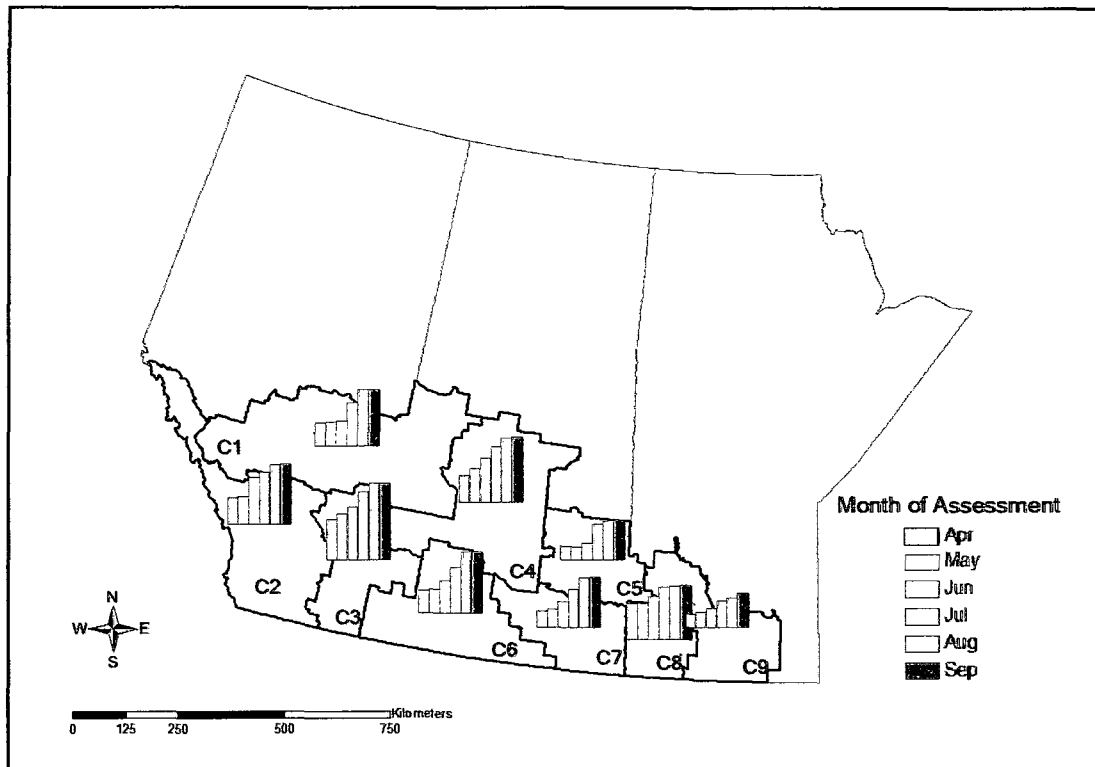 C1
C2
C3
C4
C5
C6
C7
C8
C9
Month of Assessment
Apr
May
Jun
Jul
Aug
Sep
N
W E
S
Kilometers
0 125 250 500 750